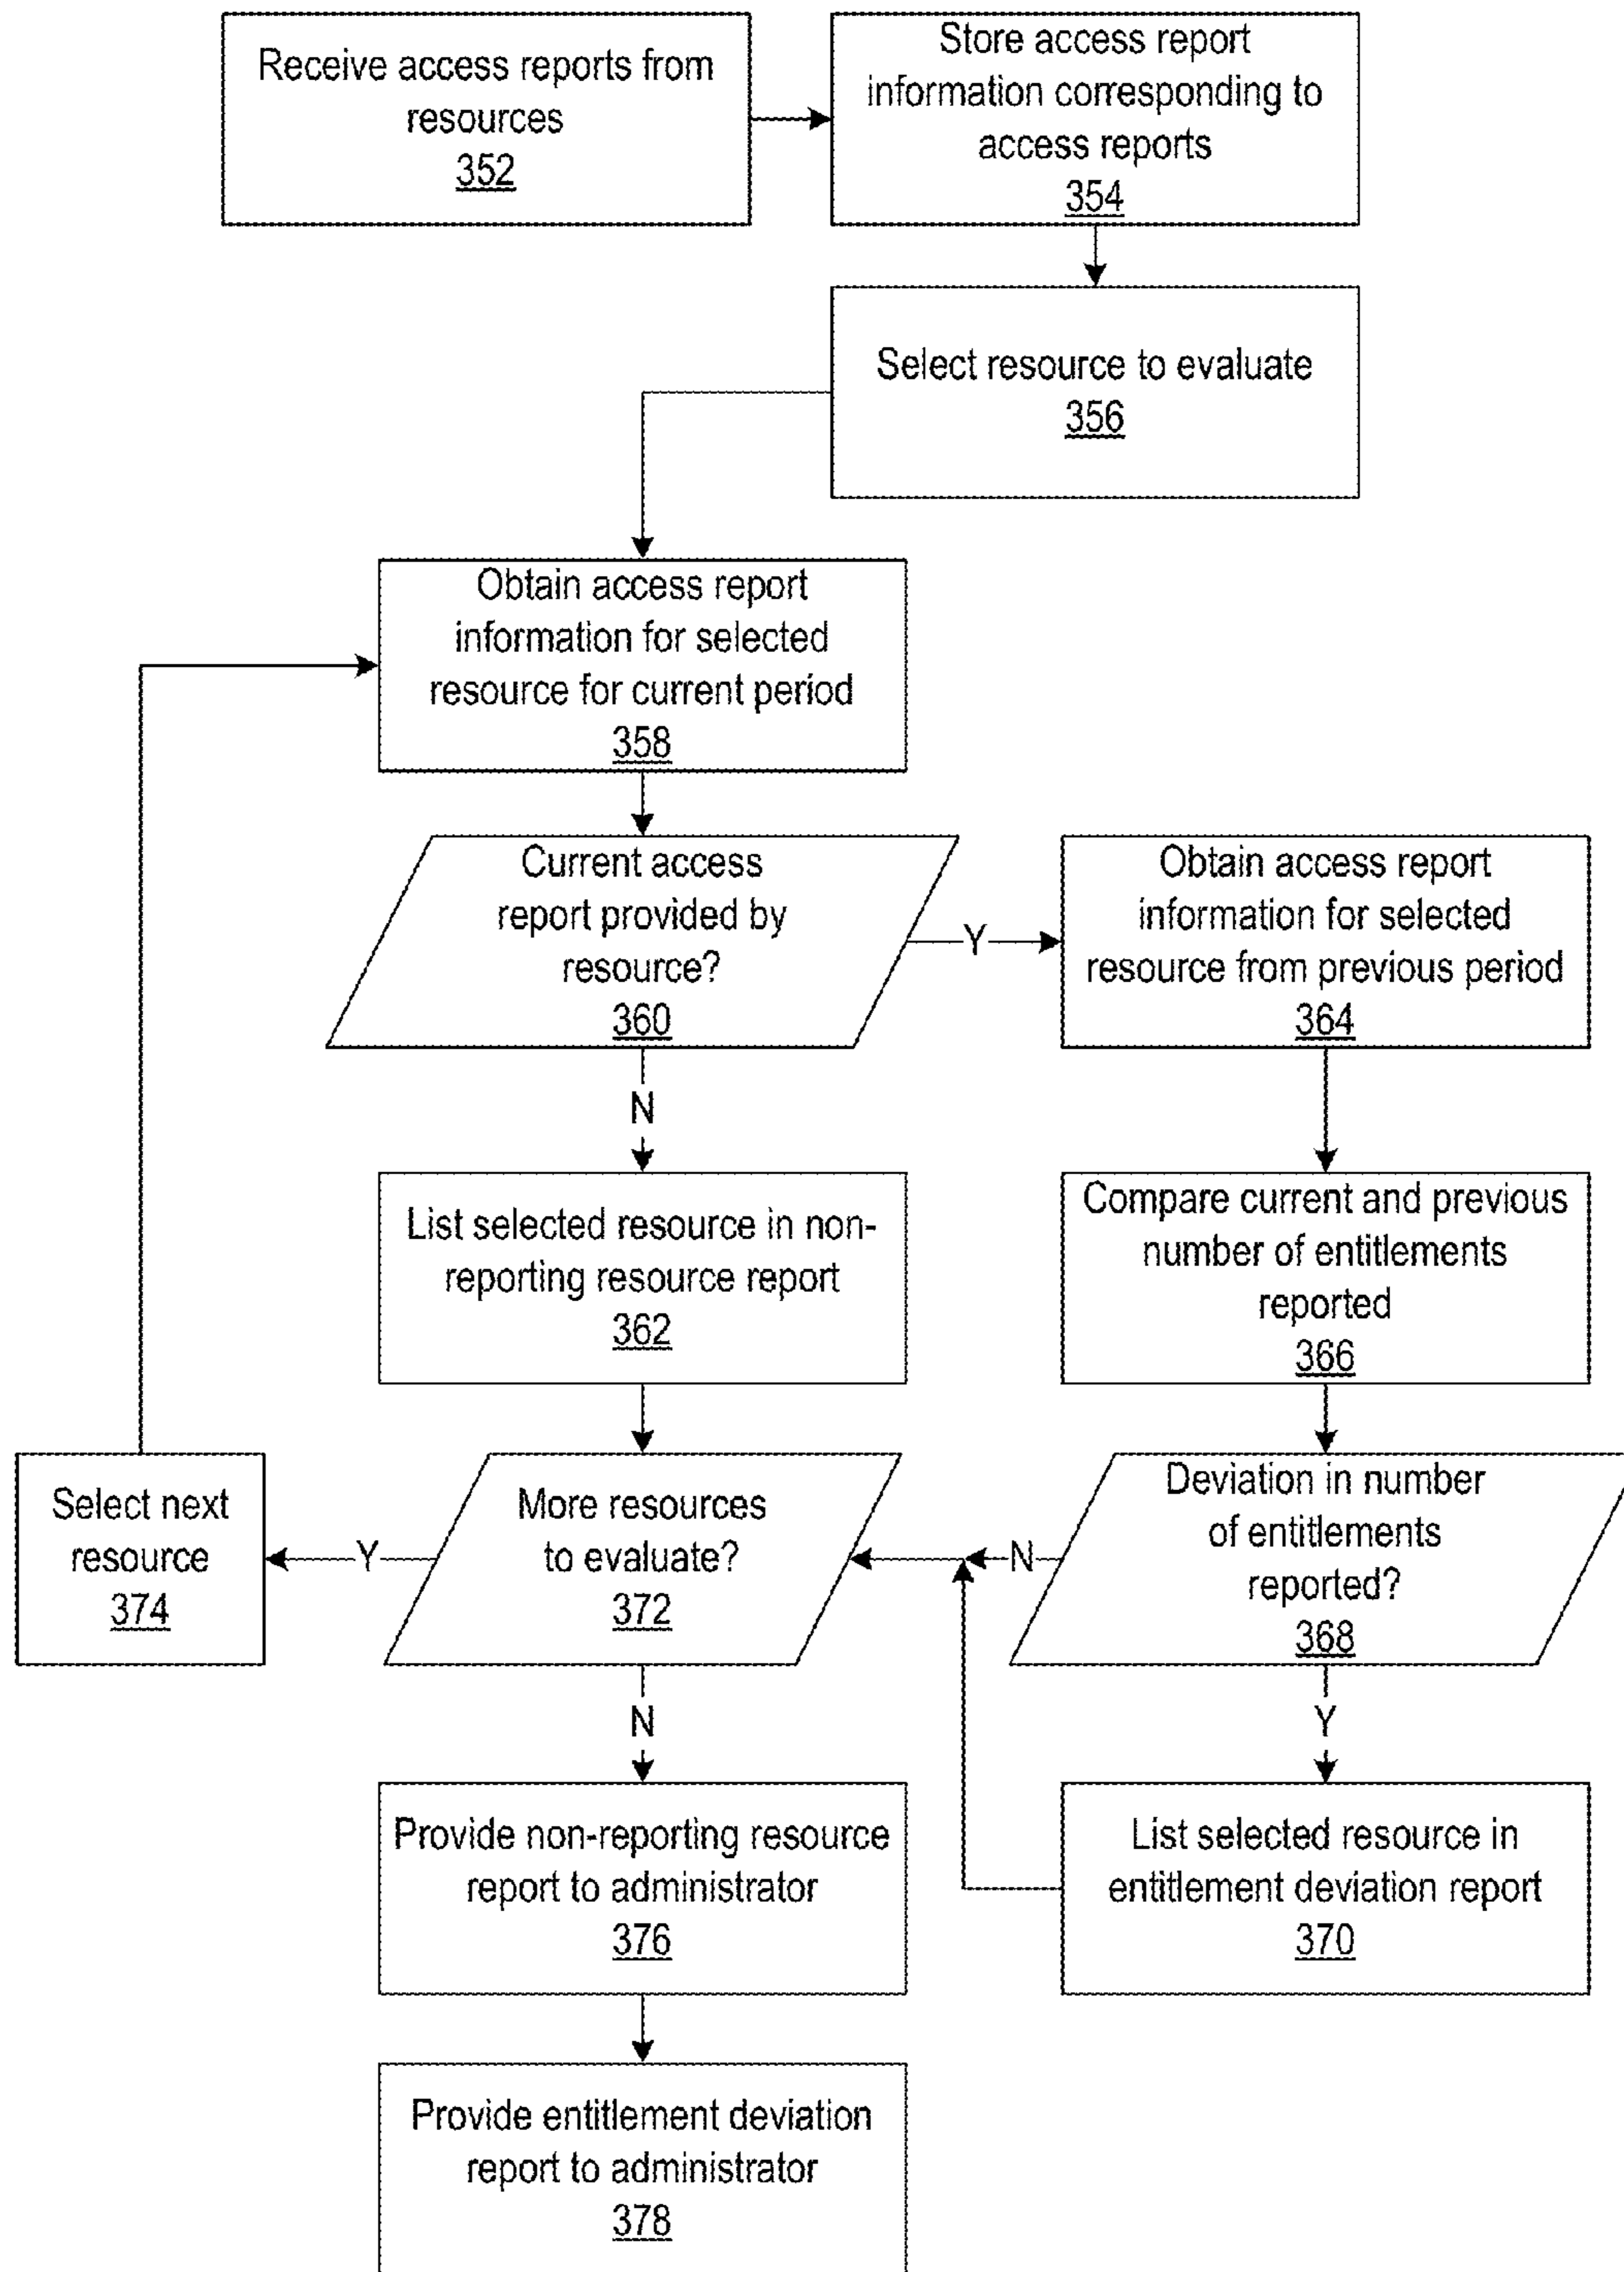 Receive access reports from
resources
352
Store access report
information corresponding to
access reports
354
Select resource to evaluate
356
Obtain access report
information for selected
resource for current period
358
Current access
report provided by
resource?
360
Y
Obtain access report
information for selected
resource from previous period
364
N
List selected resource in non-
reporting resource report
362
Compare current and previous
number of entitlements
reported
366
Select next
resource
374
Y
More resources
to evaluate?
372
N
Deviation in number
of entitlements
reported?
368
N
Y
Provide non-reporting resource
report to administrator
376
List selected resource in
entitlement deviation report
370
Provide entitlement deviation
report to administrator
378